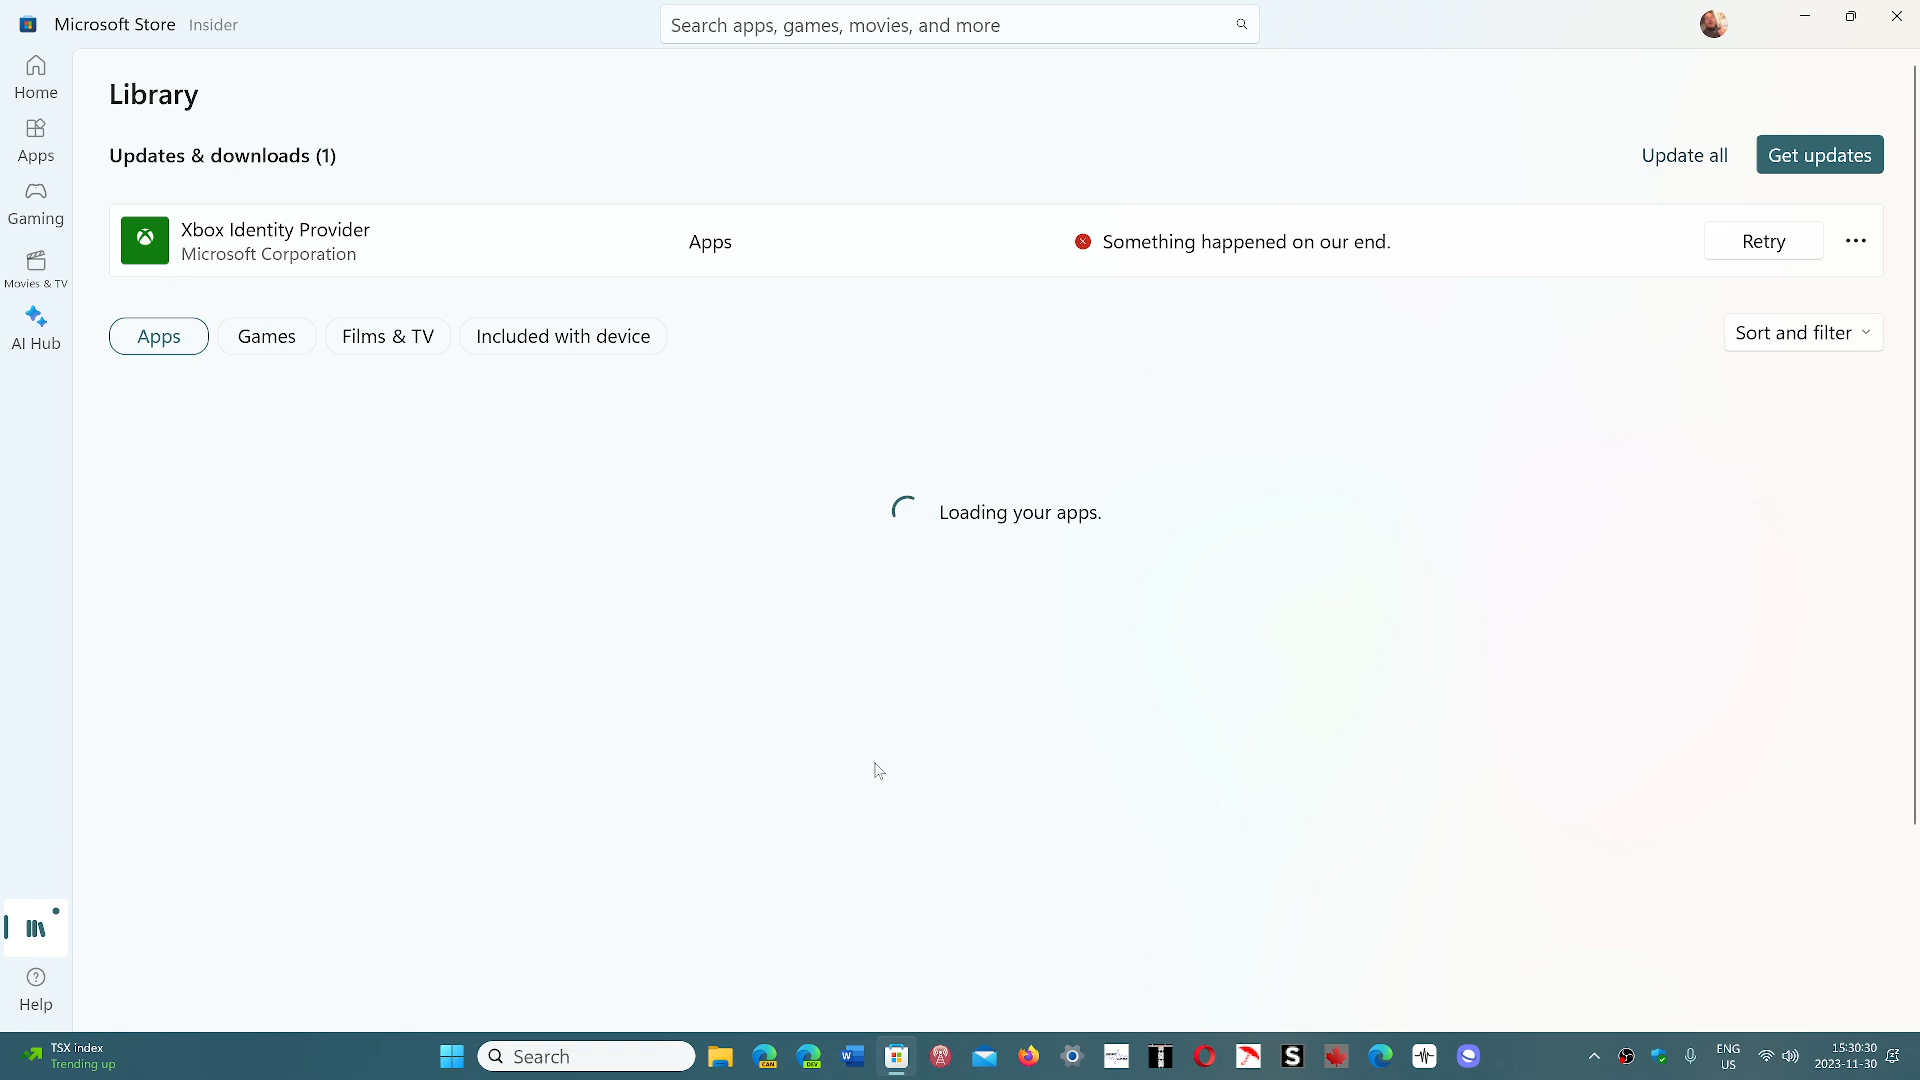 Microsoft Store Insider
Search apps, games, movies, and more
Home
Apps
Gaming
Movies & TV
AI Hub
Library
Updates & downloads (1)
Update all
Get updates
Xbox Identity Provider
Microsoft Corporation
Apps
Something happened on our end.
Retry
Apps
Games
Films & TV
Included with device
Sort and filter
Loading your apps.
Help
TSX index
Trending up
Search
CAN
DEV
W
S
ENG
US
15:30:30
2023-11-30